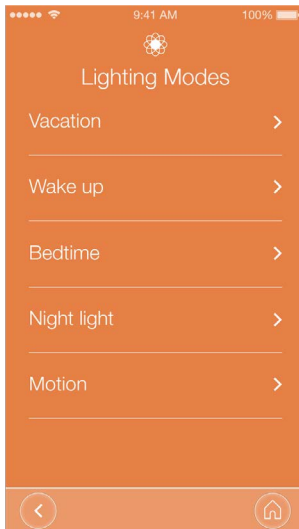 9:41 AM 100%
Lighting Modes
Vacation
Wake up
Bedtime
Night light
Motion